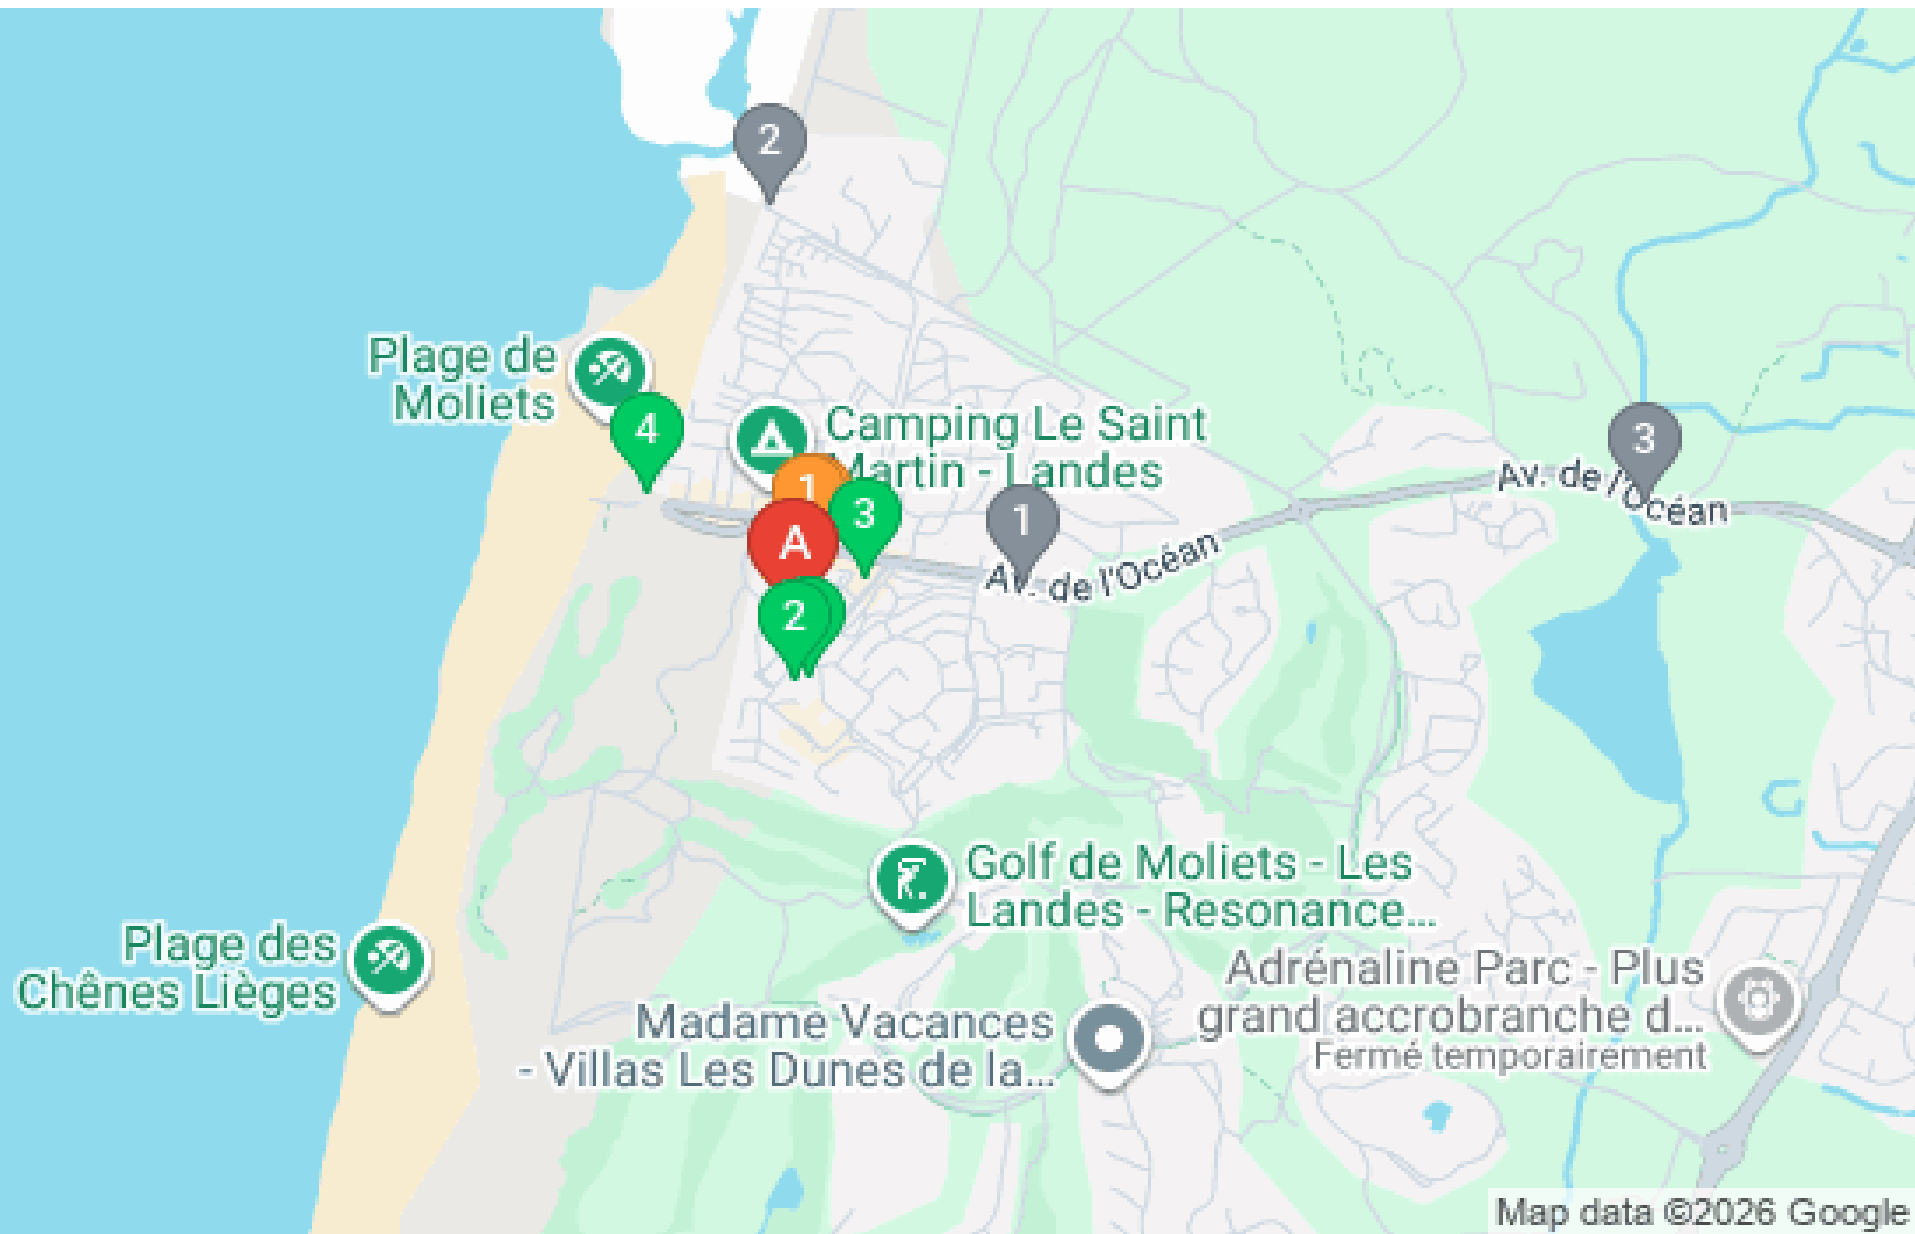 2
Plage de
Moliets
4
Camping Le Saint
Martin - Landes
1
3
A
1
3
Av. de l'Océan
Av. de l'Océan
2
Golf de Moliets - Les
Landes - Resonance...
Plage des
Chênes Lièges
Adrénaline Parc - Plus
grand accrobranche d...
Fermé temporairement
Madame Vacances
- Villas Les Dunes de la...
Map data ©2026 Google